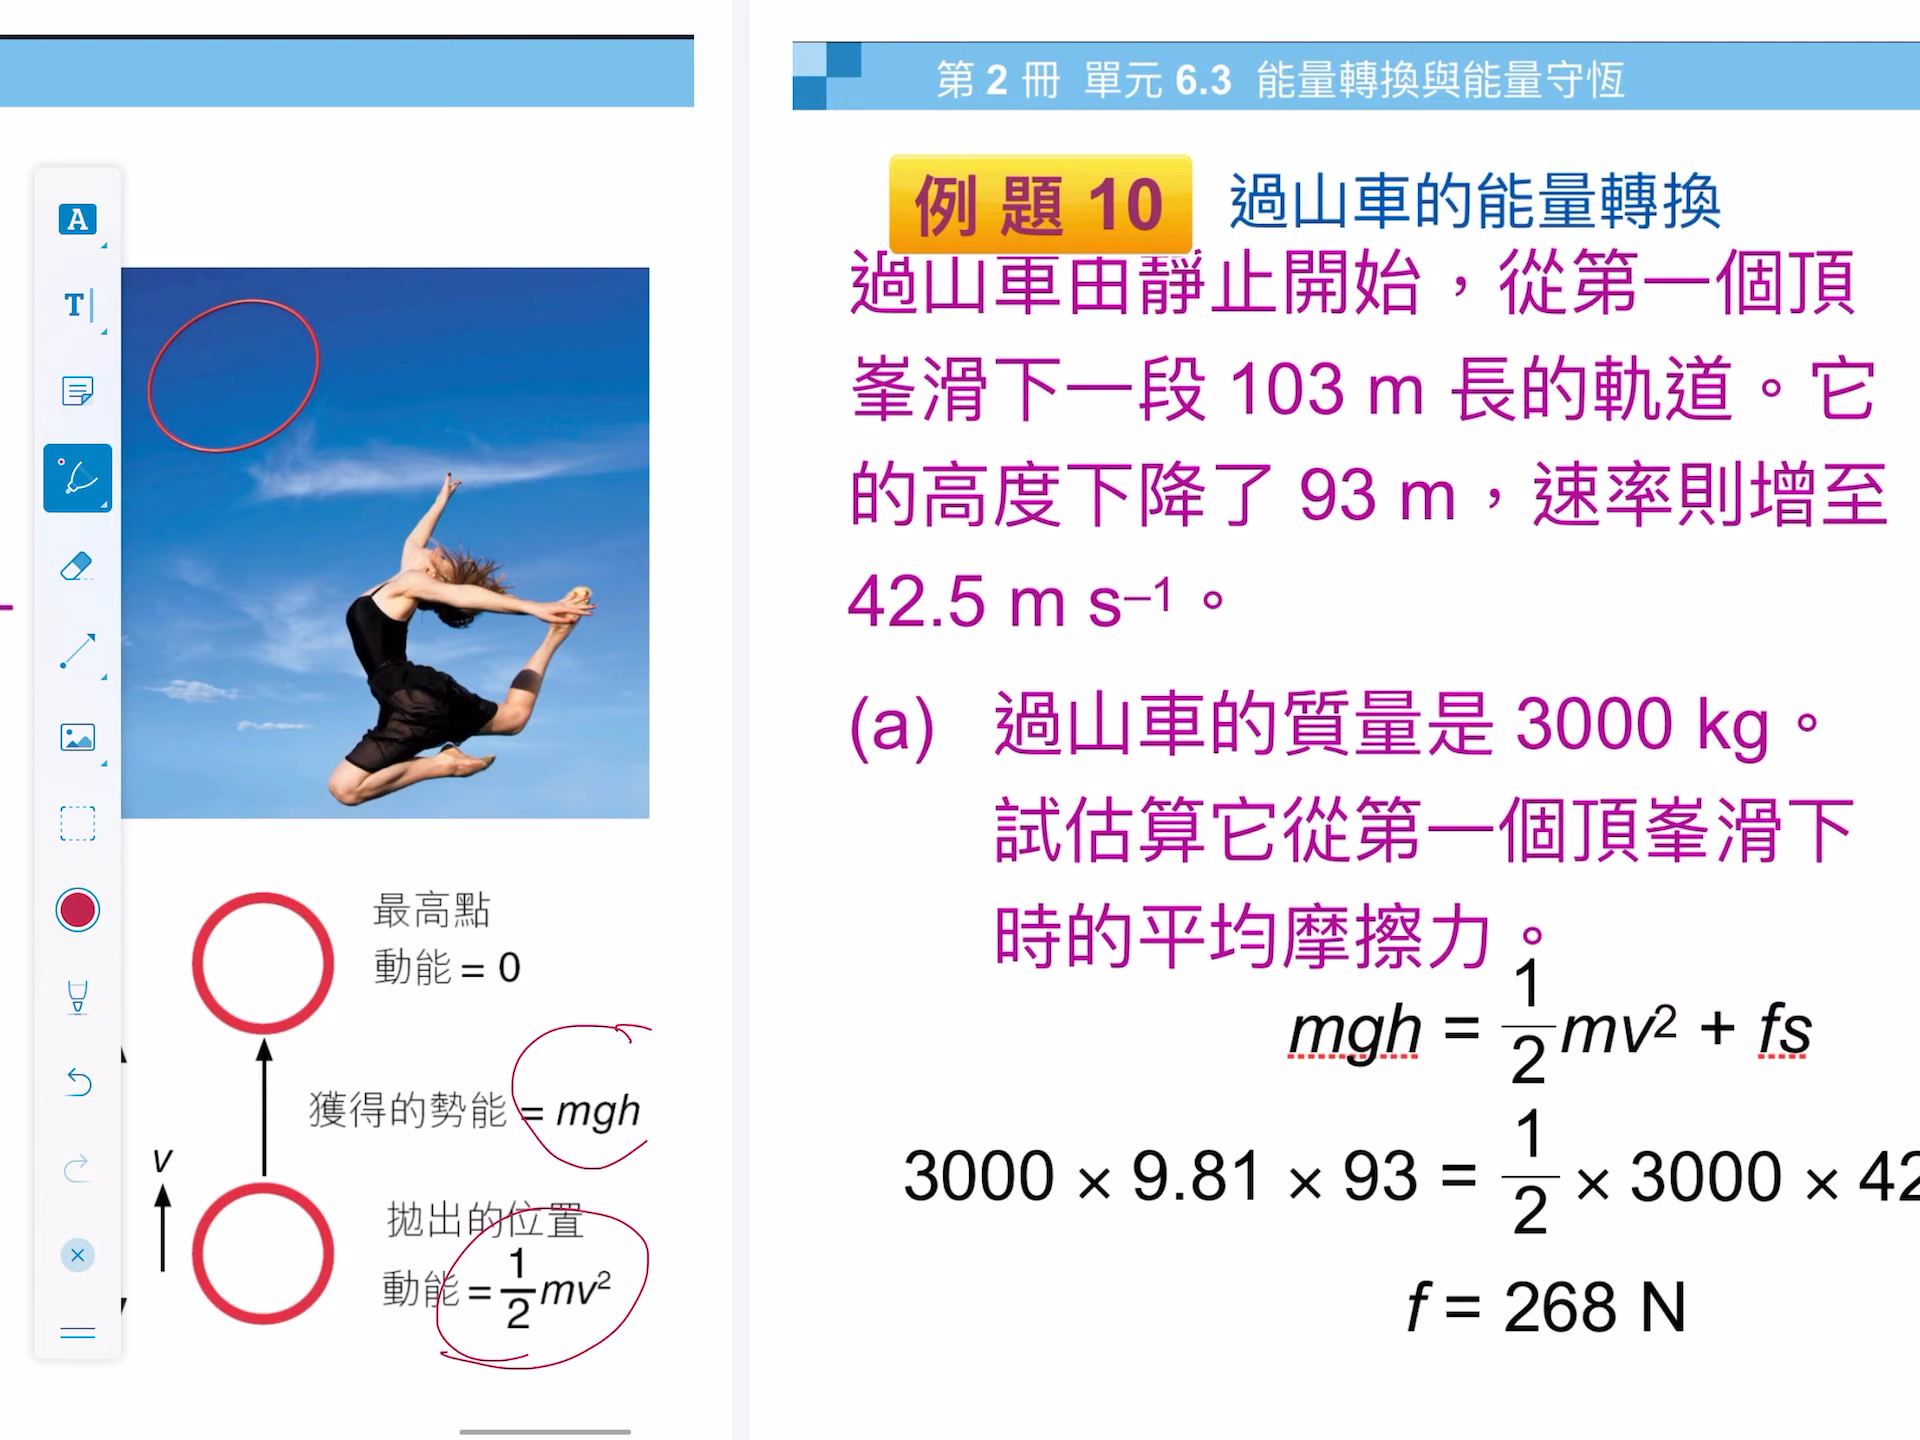 最高點
動能 = 0
獲得的勢能 = mgh
v
拋出的位置
動能 = 1/2 mv²
第 2 冊 單元 6.3 能量轉換與能量守恆
例 題 10 過山車的能量轉換
過山車由靜止開始，從第一個頂
峯滑下一段 103 m 長的軌道。它
的高度下降了 93 m，速率則增至
42.5 m s⁻¹。
(a) 過山車的質量是 3000 kg。
試估算它從第一個頂峯滑下
時的平均摩擦力。
mgh = 1/2 mv² + fs
3000 × 9.81 × 93 = 1/2 × 3000 × 42
f = 268 N